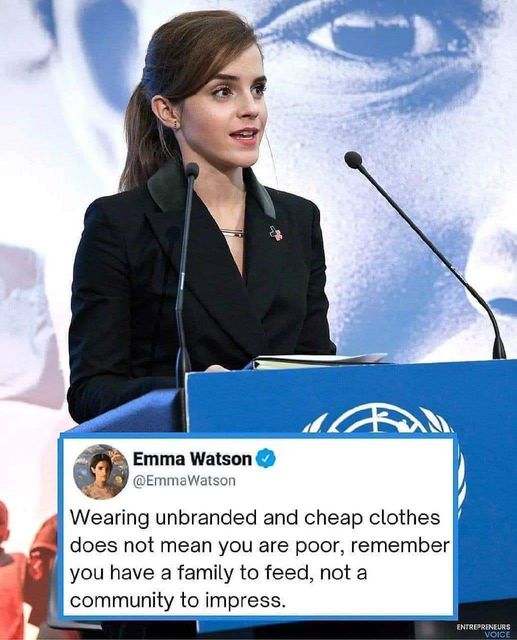 Emma Watson
@EmmaWatson
Wearing unbranded and cheap clothes
does not mean you are poor, remember
you have a family to feed, not a
community to impress.
ENTREPRENEURS
VOICE